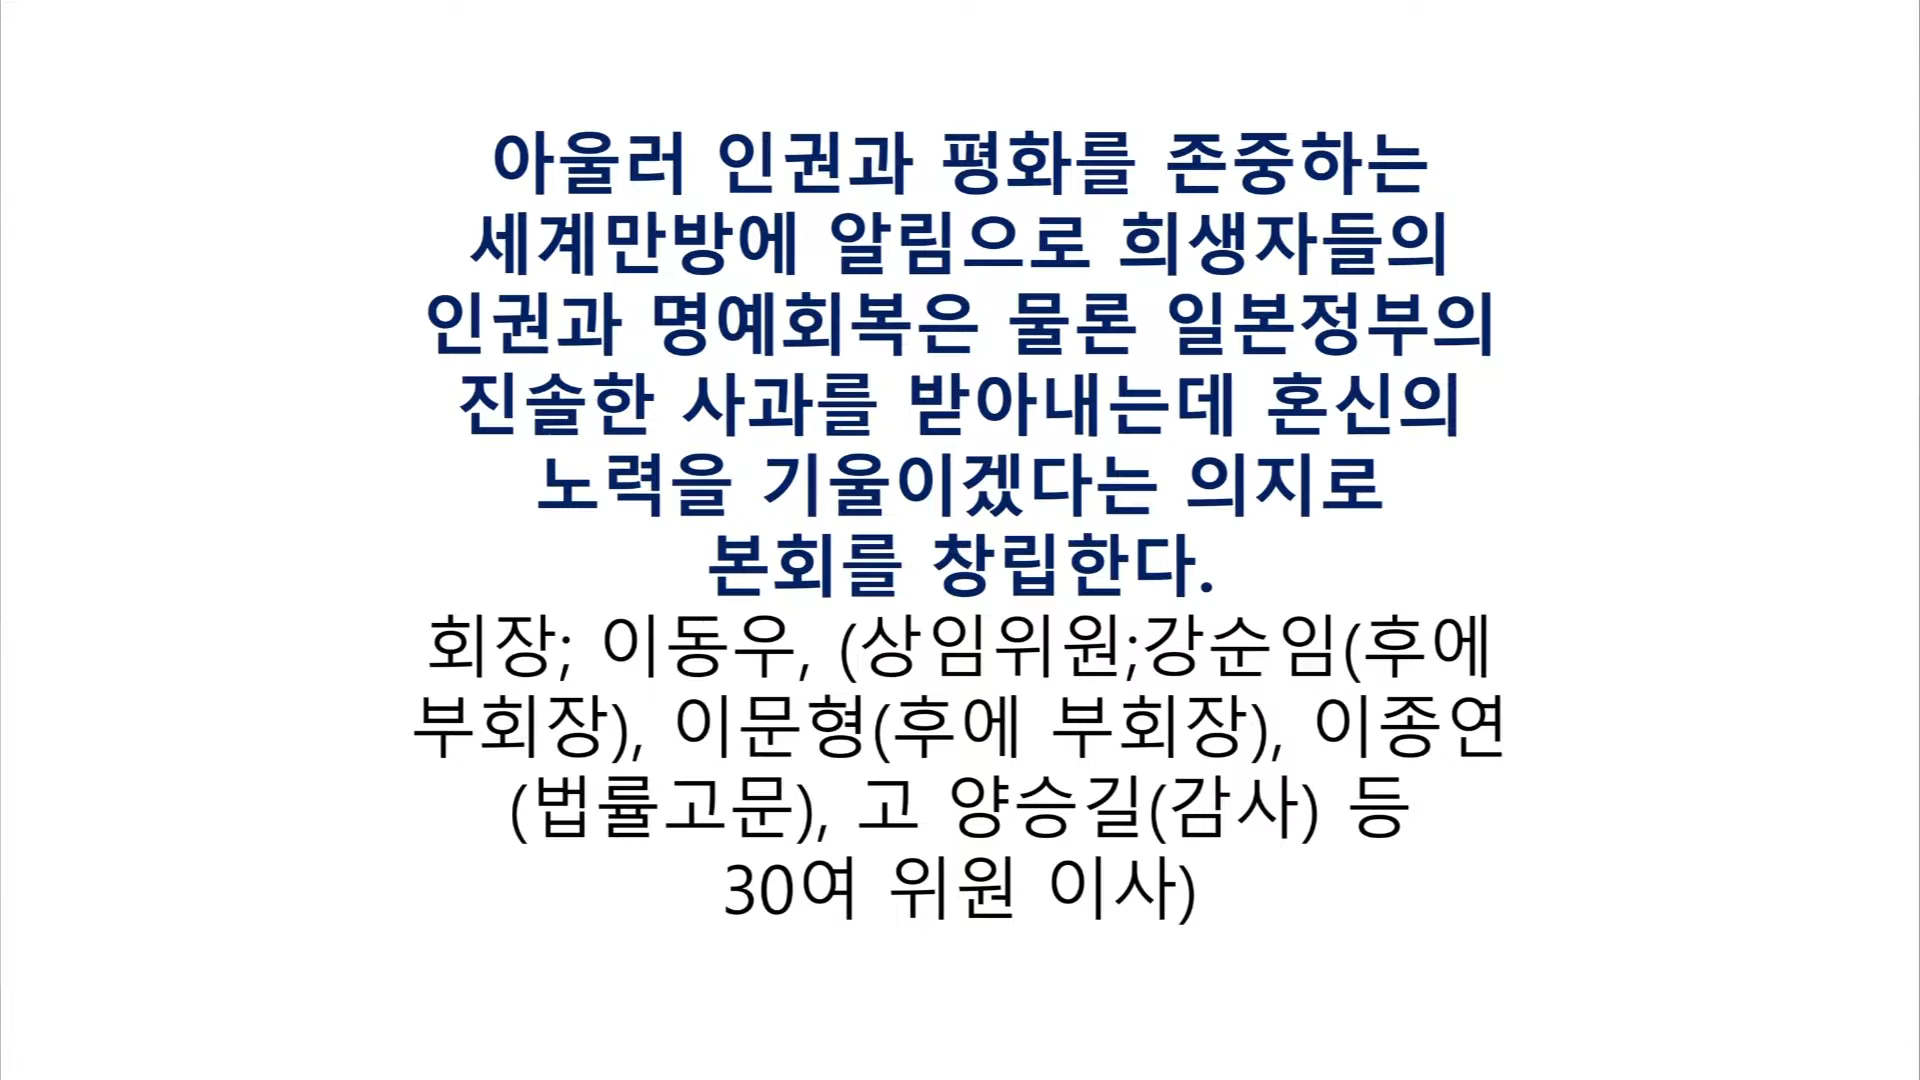 아울러 인권과 평화를 존중하는
세계만방에 알림으로 희생자들의
인권과 명예회복은 물론 일본정부의
진솔한 사과를 받아내는데 혼신의
노력을 기울이겠다는 의지로
본회를 창립한다.
회장; 이동우, (상임위원;강순임(후에
부회장), 이문형(후에 부회장), 이종연
(법률고문), 고 양승길(감사) 등
30여 위원 이사)